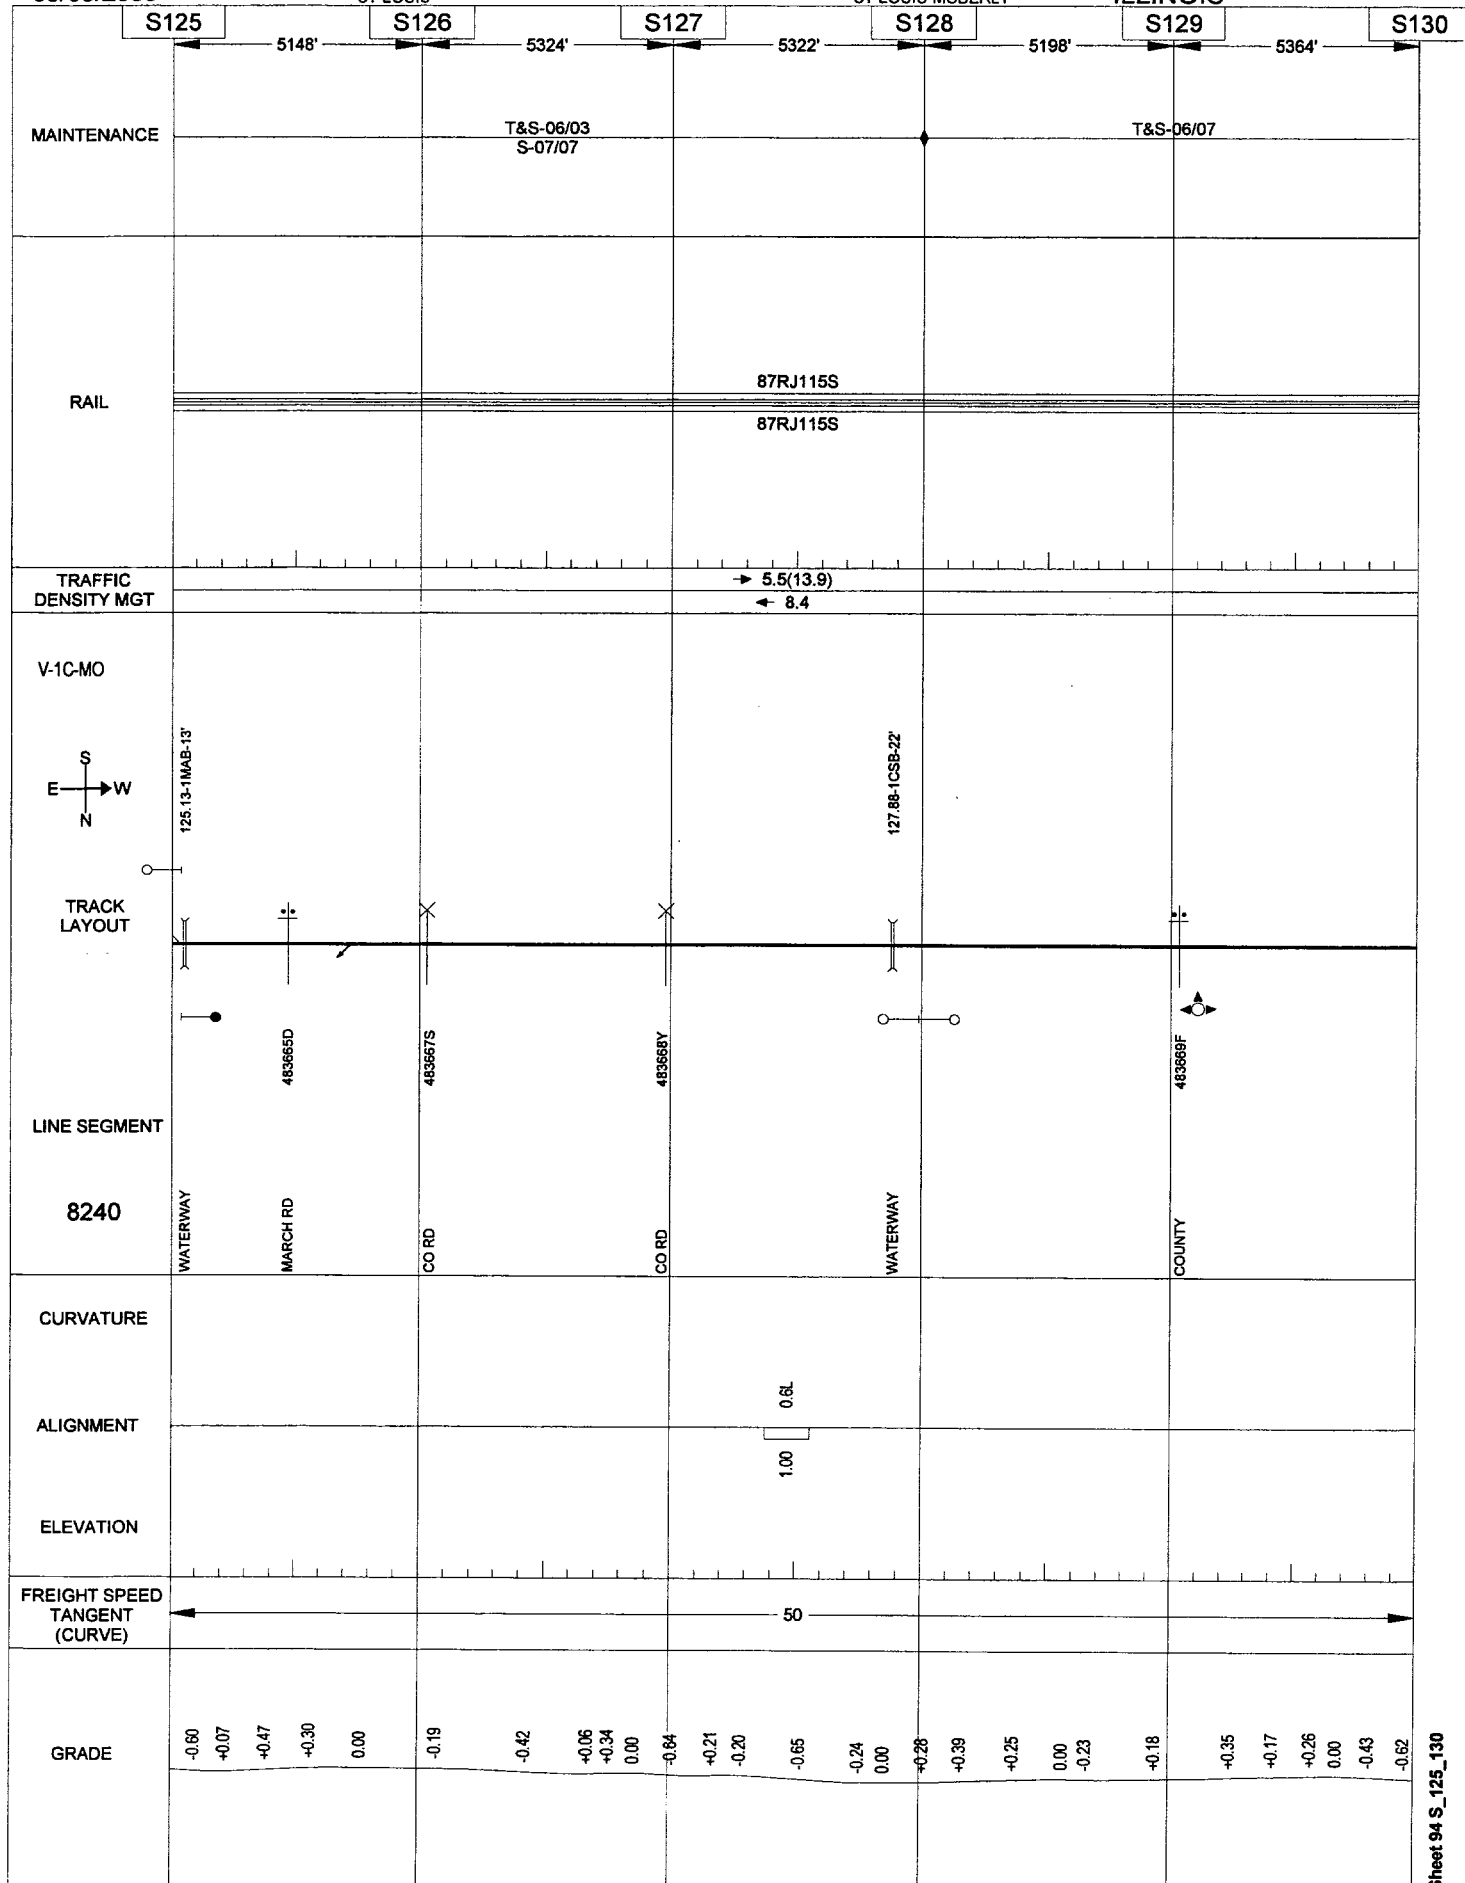 ILLINOIS
S125 S126 S127 S128 S129 S130
5148' 5324' 5322' 5198' 5364'
MAINTENANCE
T&S-06/03
S-07/07
T&S-06/07
RAIL
87RJ115S
87RJ115S
TRAFFIC
DENSITY MGT
5.5(13.9)
8.4
V-1C-MO
S
E W
N
125.13-1MAB-13'
127.88-1CSB-22'
TRACK
LAYOUT
483665D
483667S
483668Y
483669F
LINE SEGMENT
8240
WATERWAY
MARCH RD
CO RD
CO RD
WATERWAY
COUNTY
CURVATURE
ALIGNMENT
0.6L
1.00
ELEVATION
FREIGHT SPEED
TANGENT
(CURVE)
50
GRADE
-0.60 +0.07 +0.47 +0.30 0.00 -0.19 -0.42 +0.06 +0.34 0.00 -0.64 +0.21 -0.20 -0.65 -0.24 0.00 +0.28 +0.39 +0.25 0.00 -0.23 +0.18 +0.35 +0.17 +0.26 0.00 -0.43 -0.62
Sheet 94 S_125_130